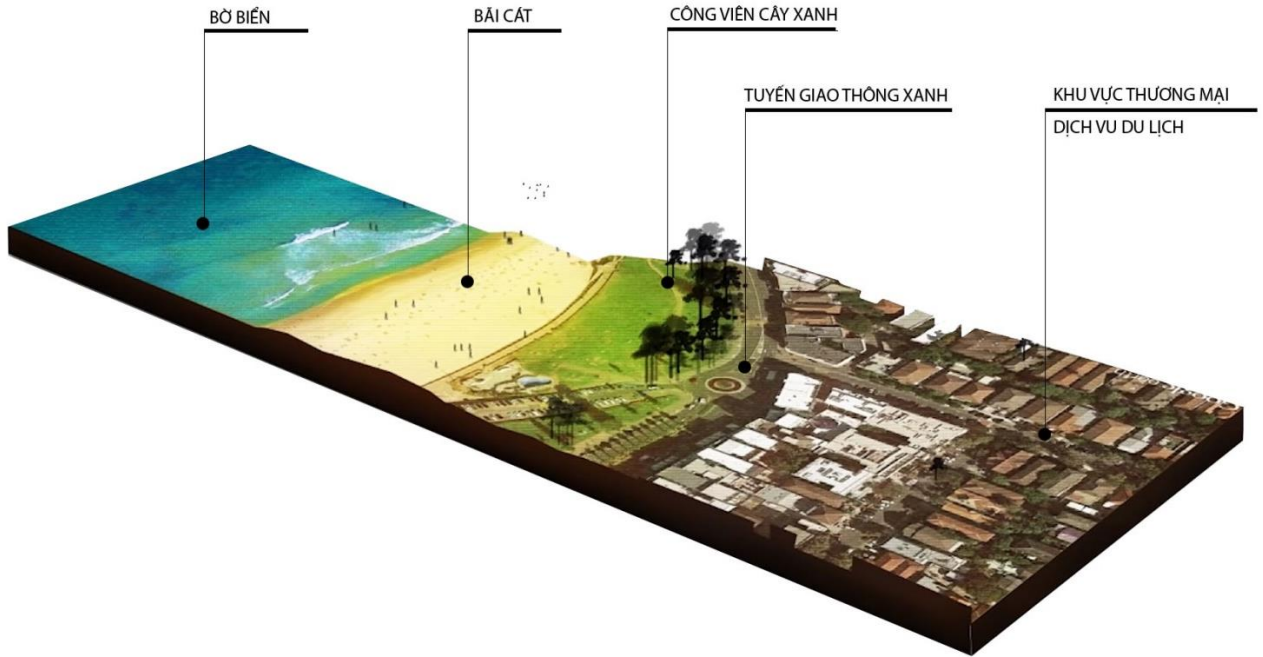 BỜ BIỂN
BÃI CÁT
CÔNG VIÊN CÂY XANH
TUYẾN GIAO THÔNG XANH
KHU VỰC THƯƠNG MẠI
DỊCH VU DU LỊCH